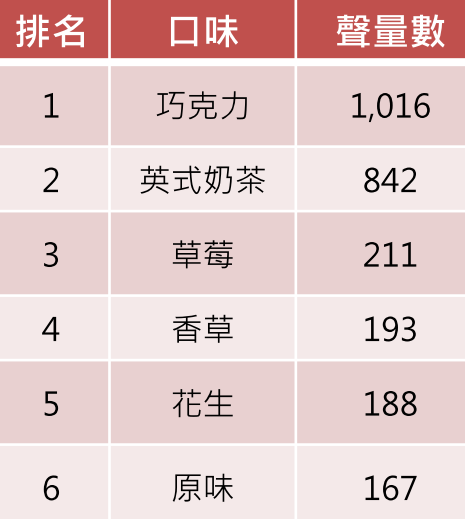 排名 口味 聲量數
1 巧克力 1,016
2 英式奶茶 842
3 草莓 211
4 香草 193
5 花生 188
6 原味 167